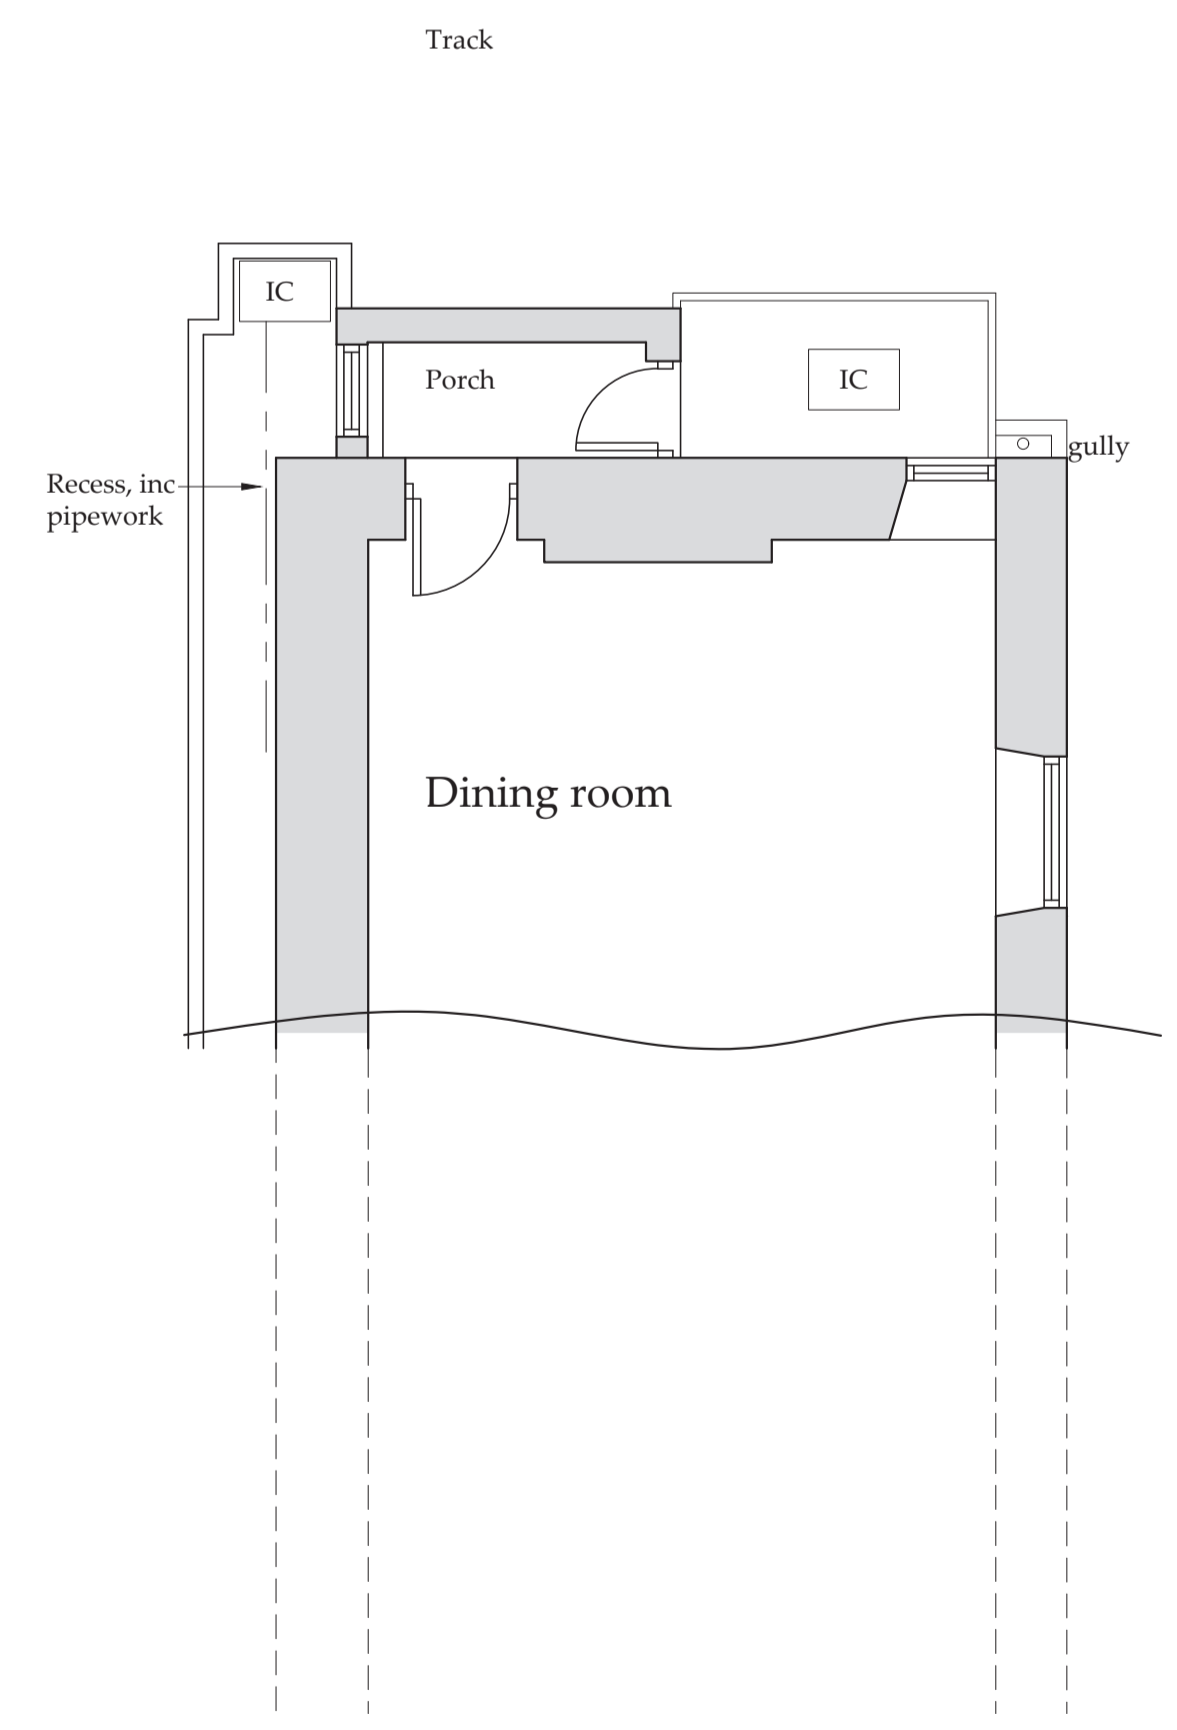 Track
IC
Porch
IC
gully
Recess, inc
pipework
Dining room